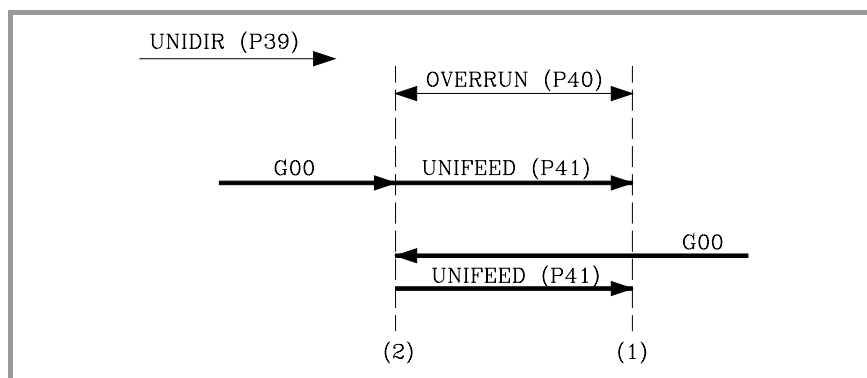 UNIDIR (P39)
OVERRUN (P40)
G00 UNIFEED (P41)
G00
UNIFEED (P41)
(2) (1)